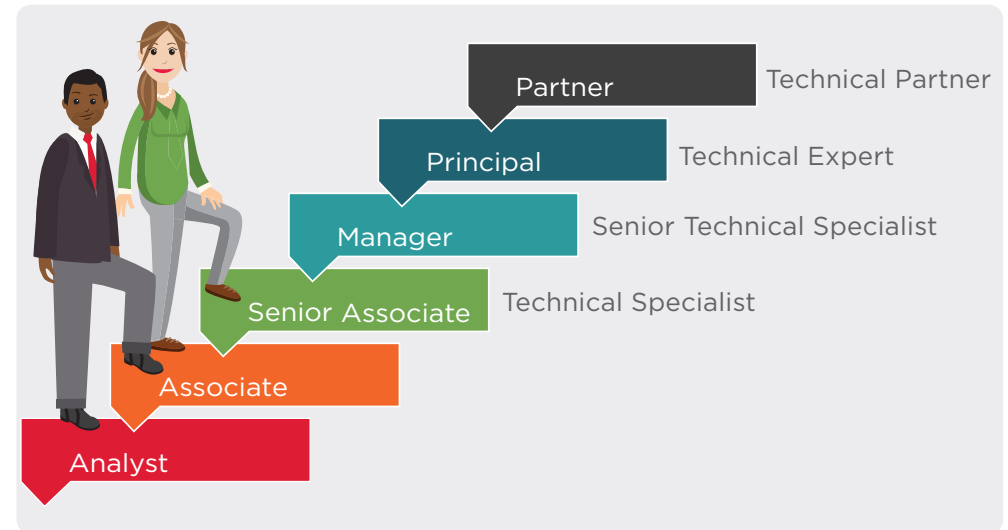 Partner
Technical Partner
Principal
Technical Expert
Manager
Senior Technical Specialist
Senior Associate
Technical Specialist
Associate
Analyst